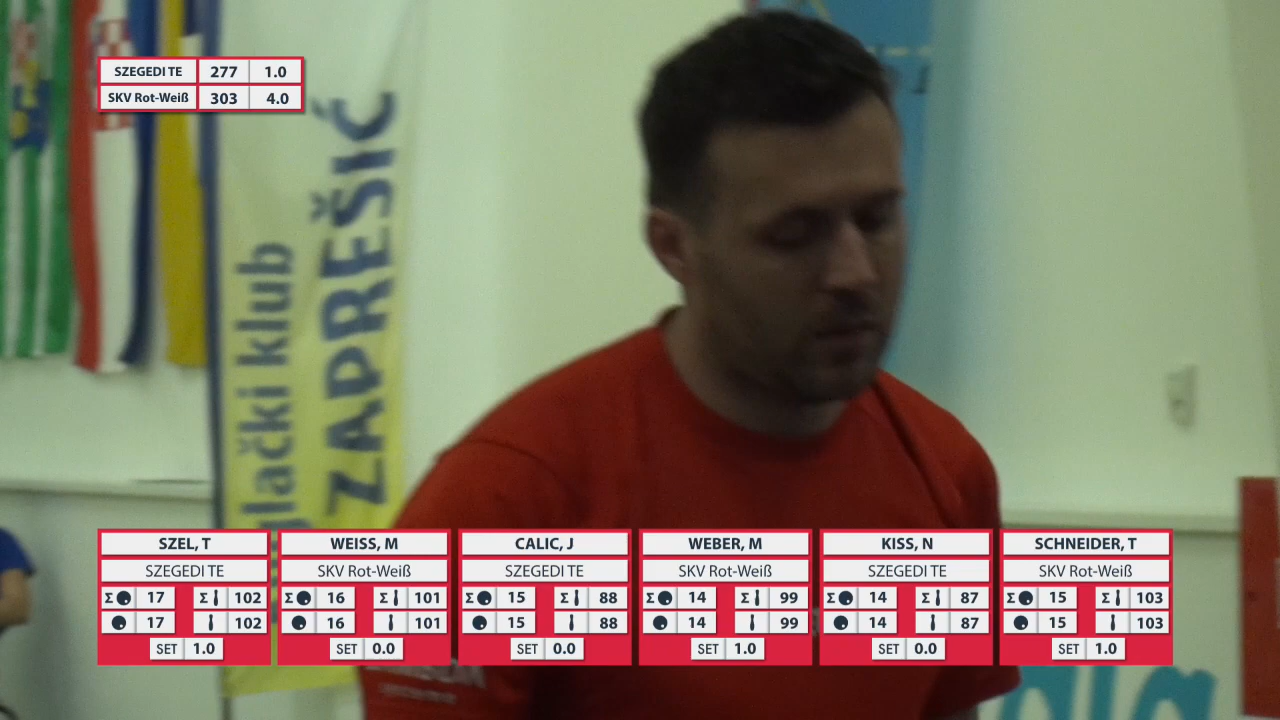 SZEGEDI TE 277 1.0
SKV Rot-Weiß 303 4.0
glački klub
ZAPREŠIĆ
SZEL, T
SZEGEDI TE
Σ 17 Σ 102
17 102
SET 1.0
WEISS, M
SKV Rot-Weiß
Σ 16 Σ 101
16 101
SET 0.0
CALIC, J
SZEGEDI TE
Σ 15 Σ 88
15 88
SET 0.0
WEBER, M
SKV Rot-Weiß
Σ 14 Σ 99
14 99
SET 1.0
KISS, N
SZEGEDI TE
Σ 14 Σ 87
14 87
SET 0.0
SCHNEIDER, T
SKV Rot-Weiß
Σ 15 Σ 103
15 103
SET 1.0